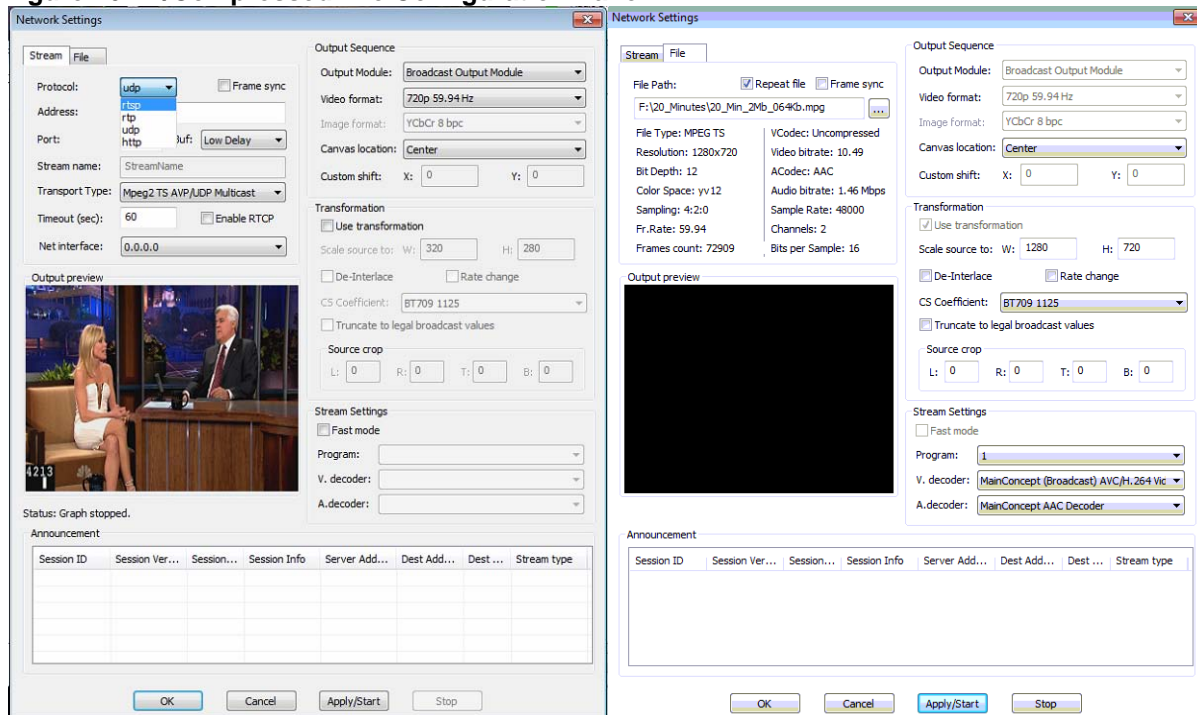 Network Settings
Stream File
Protocol: udp Frame sync
rtsp
rtp
udp
http
Address:
Port: Buf: Low Delay
Stream name: StreamName
Transport Type: Mpeg2 TS AVP/UDP Multicast
Timeout (sec): 60 Enable RTCP
Net interface: 0.0.0.0
Output preview
4213
Status: Graph stopped.
Output Sequence
Output Module: Broadcast Output Module
Video format: 720p 59.94 Hz
Image format: YCbCr 8 bpc
Canvas location: Center
Custom shift: X: 0 Y: 0
Transformation
Use transformation
Scale source to: W: 320 H: 280
De-Interlace Rate change
CS Coefficient: BT709 1125
Truncate to legal broadcast values
Source crop
L: 0 R: 0 T: 0 B: 0
Stream Settings
Fast mode
Program:
V. decoder:
A.decoder:
Announcement
Session ID Session Ver... Session... Session Info Server Add... Dest Add... Dest ... Stream type
OK Cancel Apply/Start Stop
Network Settings
Stream File
File Path: Repeat file Frame sync
F:\20_Minutes\20_Min_2Mb_064Kb.mpg ...
File Type: MPEG TS VCodec: Uncompressed
Resolution: 1280x720 Video bitrate: 10.49
Bit Depth: 12 ACodec: AAC
Color Space: yv12 Audio bitrate: 1.46 Mbps
Sampling: 4:2:0 Sample Rate: 48000
Fr.Rate: 59.94 Channels: 2
Frames count: 72909 Bits per Sample: 16
Output preview
Output Sequence
Output Module: Broadcast Output Module
Video format: 720p 59.94 Hz
Image format: YCbCr 8 bpc
Canvas location: Center
Custom shift: X: 0 Y: 0
Transformation
Use transformation
Scale source to: W: 1280 H: 720
De-Interlace Rate change
CS Coefficient: BT709 1125
Truncate to legal broadcast values
Source crop
L: 0 R: 0 T: 0 B: 0
Stream Settings
Fast mode
Program: 1
V. decoder: MainConcept (Broadcast) AVC/H.264 Vic
A.decoder: MainConcept AAC Decoder
Announcement
Session ID Session Ver... Session... Session Info Server Add... Dest Add... Dest ... Stream type
OK Cancel Apply/Start Stop